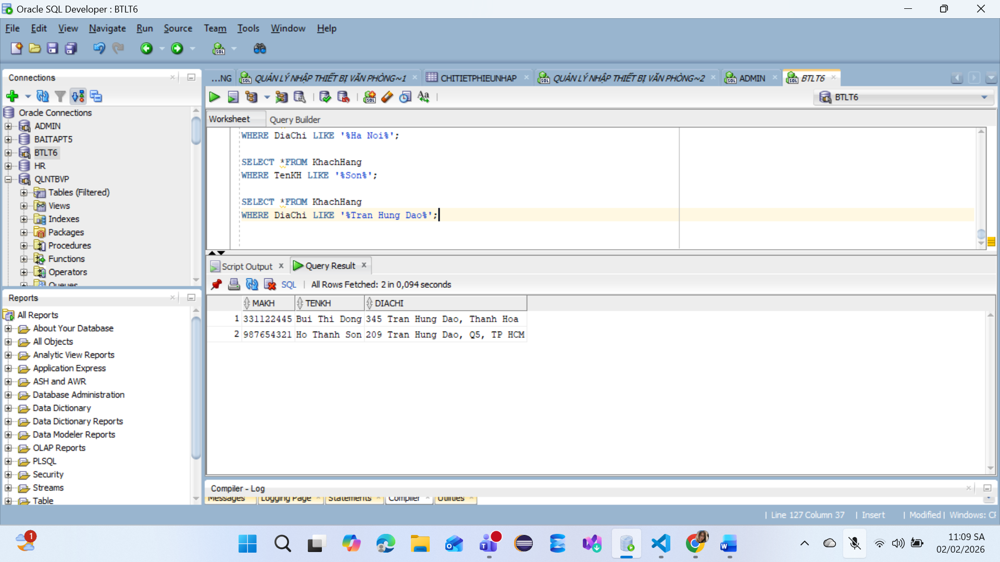 Oracle SQL Developer : BTLT6
File Edit View Navigate Run Source Team Tools Window Help
Connections
Oracle Connections
ADMIN
BAITAPT5
BTLT6
HR
QLNTBVP
Tables (Filtered)
Views
Indexes
Packages
Procedures
Functions
Operators
Queues
Reports
All Reports
About Your Database
All Objects
Analytic View Reports
Application Express
ASH and AWR
Database Administration
Data Dictionary
Data Dictionary Reports
Data Modeler Reports
OLAP Reports
PLSQL
Security
Streams
Table
...NG QUẢN LÝ NHẬP THIẾT BỊ VĂN PHÒNG~1 CHITIETPHIEUNHAP QUẢN LÝ NHẬP THIẾT BỊ VĂN PHÒNG~2 ADMIN BTLT6
BTLT6
Worksheet Query Builder
WHERE DiaChi LIKE '%Ha Noi%';
SELECT *FROM KhachHang
WHERE TenKH LIKE '%Son%';
SELECT *FROM KhachHang
WHERE DiaChi LIKE '%Tran Hung Dao%';
Script Output x Query Result x
SQL | All Rows Fetched: 2 in 0,094 seconds
MAKH TENKH DIACHI
1 331122445 Bui Thi Dong 345 Tran Hung Dao, Thanh Hoa
2 987654321 Ho Thanh Son 209 Tran Hung Dao, Q5, TP HCM
Compiler - Log
Messages Logging Page Statements Compiler Utilities
| Line 127 Column 37 | Insert | Modified | Windows: CF
1
11:09 SA
02/02/2026